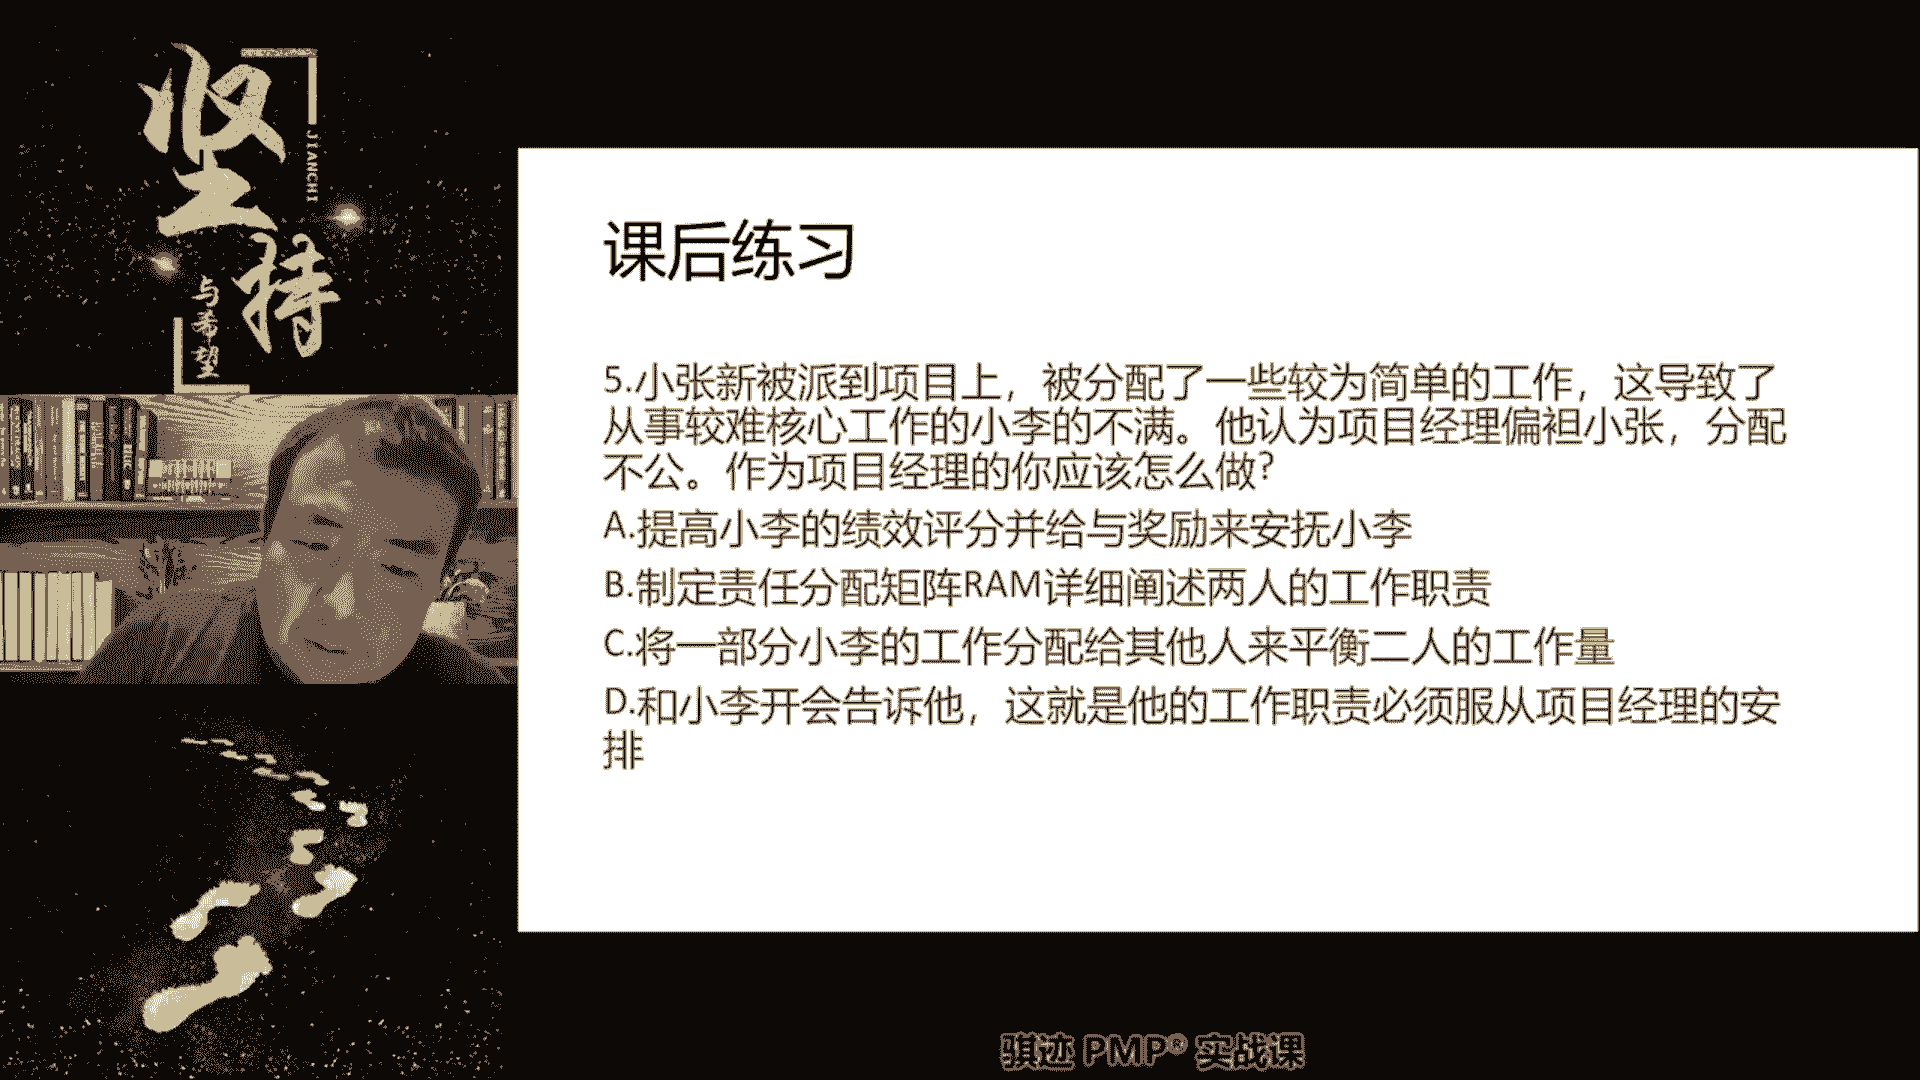 坚持
JIANCHI
与希望
课后练习
5.小张新被派到项目上，被分配了一些较为简单的工作，这导致了
从事较难核心工作的小李的不满。他认为项目经理偏袒小张，分配
不公。作为项目经理的你应该怎么做?
A.提高小李的绩效评分并给与奖励来安抚小李
B.制定责任分配矩阵RAM详细阐述两人的工作职责
C.将一部分小李的工作分配给其他人来平衡二人的工作量
D.和小李开会告诉他，这就是他的工作职责必须服从项目经理的安
排
骐迹 PMP® 实战课